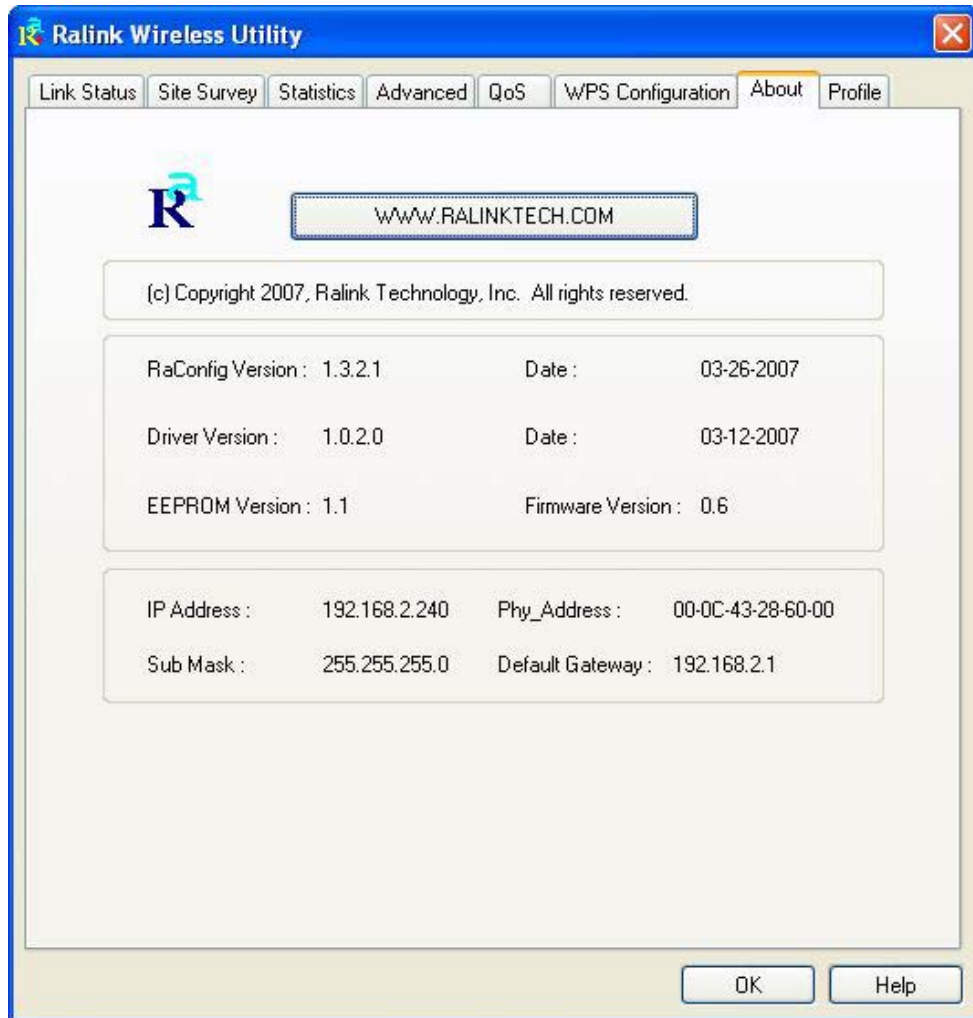 Ralink Wireless Utility
Link Status Site Survey Statistics Advanced QoS WPS Configuration About Profile
Ra
WWW.RALINKTECH.COM
(c) Copyright 2007, Ralink Technology, Inc. All rights reserved.
RaConfig Version : 1.3.2.1 Date : 03-26-2007
Driver Version : 1.0.2.0 Date : 03-12-2007
EEPROM Version : 1.1 Firmware Version : 0.6
IP Address : 192.168.2.240 Phy_Address : 00-0C-43-28-60-00
Sub Mask : 255.255.255.0 Default Gateway : 192.168.2.1
OK Help